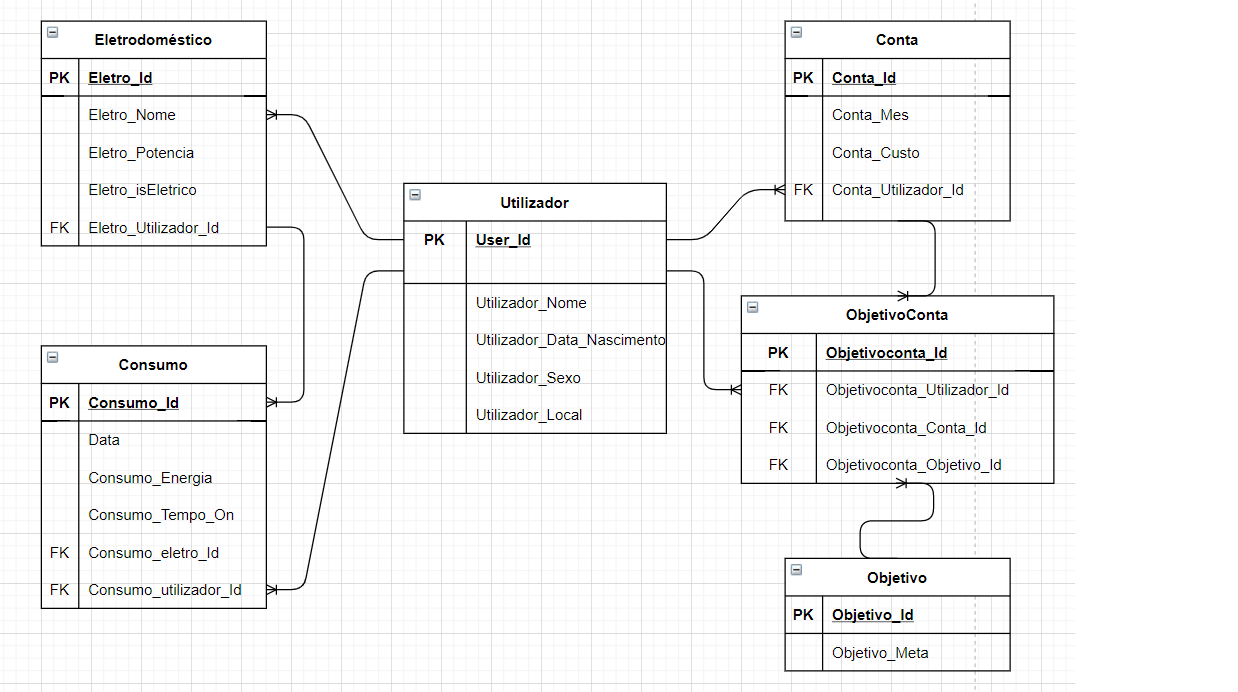 Eletrodoméstico
PK Eletro_Id
Eletro_Nome
Eletro_Potencia
Eletro_isEletrico
FK Eletro_Utilizador_Id
Consumo
PK Consumo_Id
Data
Consumo_Energia
Consumo_Tempo_On
FK Consumo_eletro_Id
FK Consumo_utilizador_Id
Utilizador
PK User_Id
Utilizador_Nome
Utilizador_Data_Nascimento
Utilizador_Sexo
Utilizador_Local
Conta
PK Conta_Id
Conta_Mes
Conta_Custo
FK Conta_Utilizador_Id
ObjetivoConta
PK Objetivoconta_Id
FK Objetivoconta_Utilizador_Id
FK Objetivoconta_Conta_Id
FK Objetivoconta_Objetivo_Id
Objetivo
PK Objetivo_Id
Objetivo_Meta